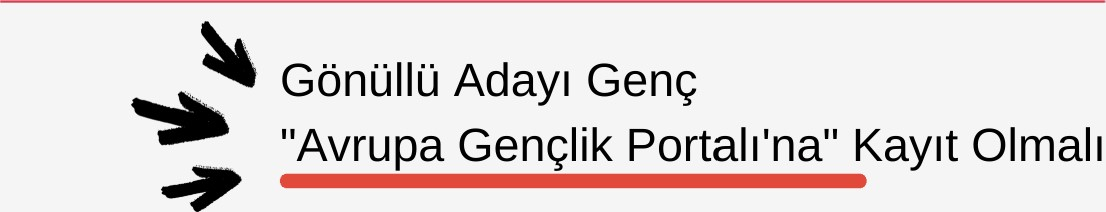 Gönüllü Adayı Genç
"Avrupa Gençlik Portalı'na" Kayıt Olmalı